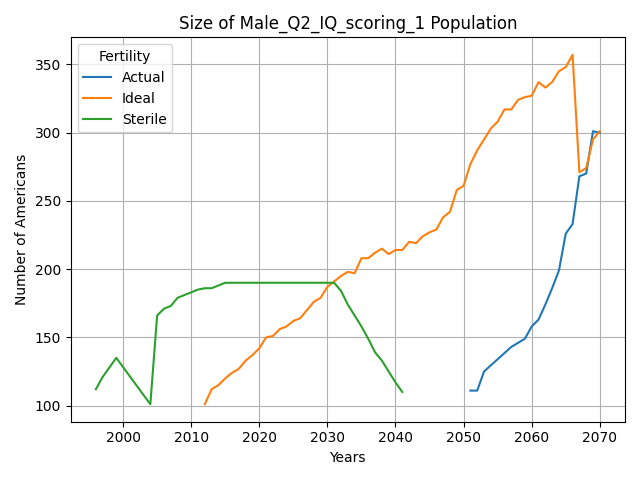 Size of Male_Q2_IQ_scoring_1 Population
Fertility
Actual
Ideal
Sterile
Number of Americans
350
300
250
200
150
100
2000 2010 2020 2030 2040 2050 2060 2070
Years